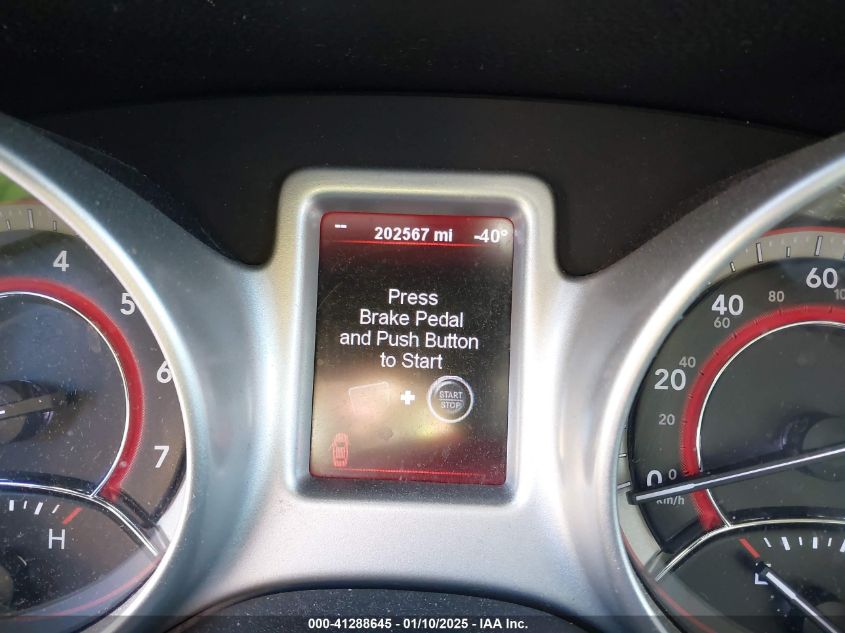 -- 202567 mi -40°
Press
Brake Pedal
and Push Button
to Start
+ START
STOP
4
5
6
7
H
60
40
80
60
20
40
20
0 0
km/h
L
000-41288645 / 01/10/2025 / IAA Inc.